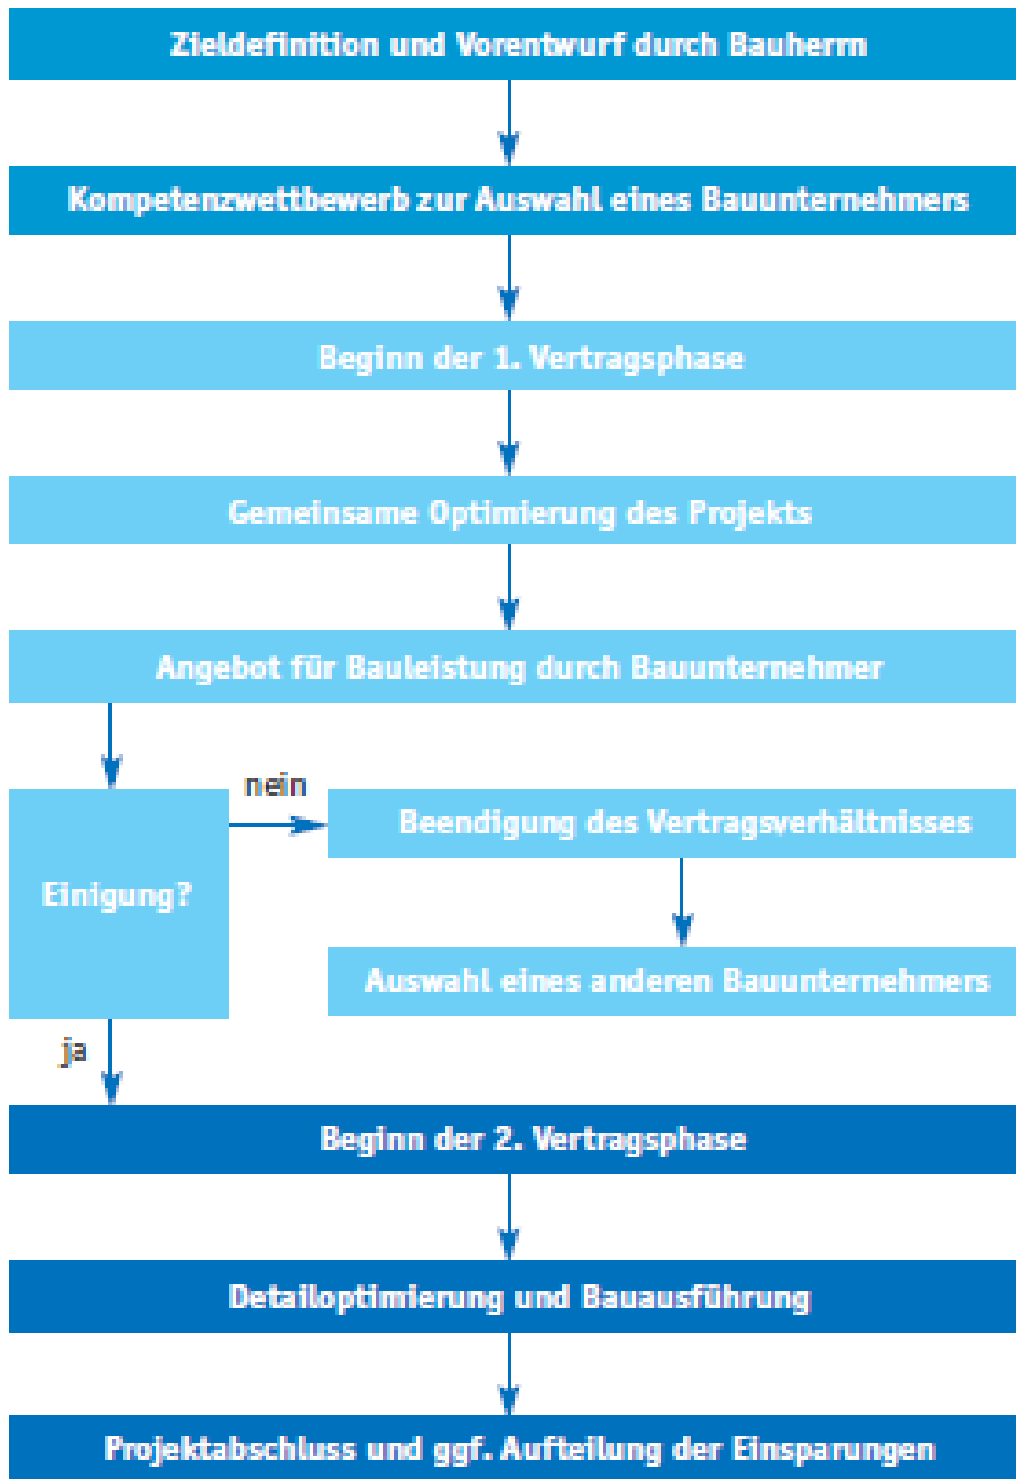 Zieldefinition und Vorentwurf durch Bauherrn
Kompetenzwettbewerb zur Auswahl eines Bauunternehmers
Beginn der 1. Vertragsphase
Gemeinsame Optimierung des Projekts
Angebot für Bauleistung durch Bauunternehmer
nein
Beendigung des Vertragsverhältnisses
Einigung?
Auswahl eines anderen Bauunternehmers
ja
Beginn der 2. Vertragsphase
Detailoptimierung und Bauausführung
Projektabschluss und ggf. Aufteilung der Einsparungen